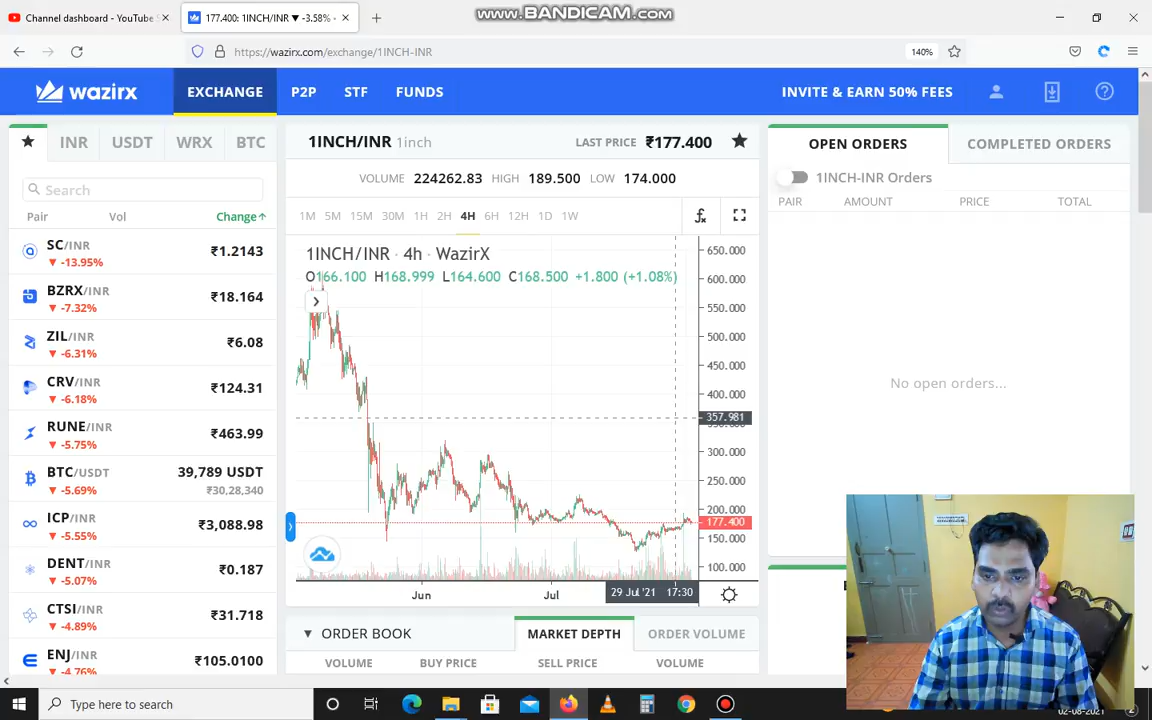 Channel dashboard - YouTube S
177.400: 1INCH/INR ▼ -3.58% -
WWW.BANDICAM.COM
https://wazirx.com/exchange/1INCH-INR
140%
wazirx
EXCHANGE
P2P
STF
FUNDS
INVITE & EARN 50% FEES
★ INR USDT WRX BTC
Search
Pair Vol Change↑
SC/INR ₹1.2143
▼ -13.95%
BZRX/INR ₹18.164
▼ -7.32%
ZIL/INR ₹6.08
▼ -6.31%
CRV/INR ₹124.31
▼ -6.18%
RUNE/INR ₹463.99
▼ -5.75%
BTC/USDT 39,789 USDT
▼ -5.69% ₹30,28,340
ICP/INR ₹3,088.98
▼ -5.55%
DENT/INR ₹0.187
▼ -5.07%
CTSI/INR ₹31.718
▼ -4.89%
ENJ/INR ₹105.0100
▼ -4.76%
1INCH/INR 1inch LAST PRICE ₹177.400 ★
VOLUME 224262.83 HIGH 189.500 LOW 174.000
1M 5M 15M 30M 1H 2H 4H 6H 12H 1D 1W
1INCH/INR · 4h · WazirX
O166.100 H168.999 L164.600 C168.500 +1.800 (+1.08%)
650.000
600.000
550.000
500.000
450.000
400.000
357.981
300.000
250.000
200.000
177.400
150.000
100.000
Jun Jul 29 Jul '21 17:30
▼ ORDER BOOK MARKET DEPTH ORDER VOLUME
VOLUME BUY PRICE SELL PRICE VOLUME
OPEN ORDERS COMPLETED ORDERS
1INCH-INR Orders
PAIR AMOUNT PRICE TOTAL
No open orders...
Type here to search
02-08-2021